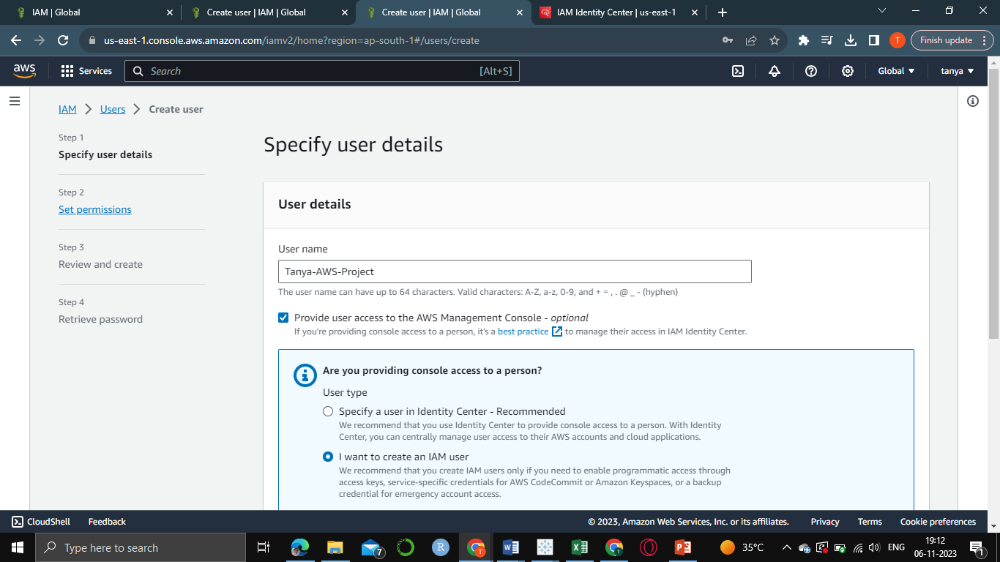 IAM | Global
Create user | IAM | Global
Create user | IAM | Global
IAM Identity Center | us-east-1
us-east-1.console.aws.amazon.com/iamv2/home?region=ap-south-1#/users/create
T
Finish update
aws
Services
Search
[Alt+S]
Global
tanya
IAM
Users
Create user
Step 1
Specify user details
Step 2
Set permissions
Step 3
Review and create
Step 4
Retrieve password
Specify user details
User details
User name
Tanya-AWS-Project
The user name can have up to 64 characters. Valid characters: A-Z, a-z, 0-9, and + = , . @ _ - (hyphen)
Provide user access to the AWS Management Console - optional
If you're providing console access to a person, it's a best practice to manage their access in IAM Identity Center.
Are you providing console access to a person?
User type
Specify a user in Identity Center - Recommended
We recommend that you use Identity Center to provide console access to a person. With Identity
Center, you can centrally manage user access to their AWS accounts and cloud applications.
I want to create an IAM user
We recommend that you create IAM users only if you need to enable programmatic access through
access keys, service-specific credentials for AWS CodeCommit or Amazon Keyspaces, or a backup
credential for emergency account access.
CloudShell
Feedback
© 2023, Amazon Web Services, Inc. or its affiliates.
Privacy
Terms
Cookie preferences
Type here to search
7
R
T
W
X
P
35°C
ENG
19:12
06-11-2023
1